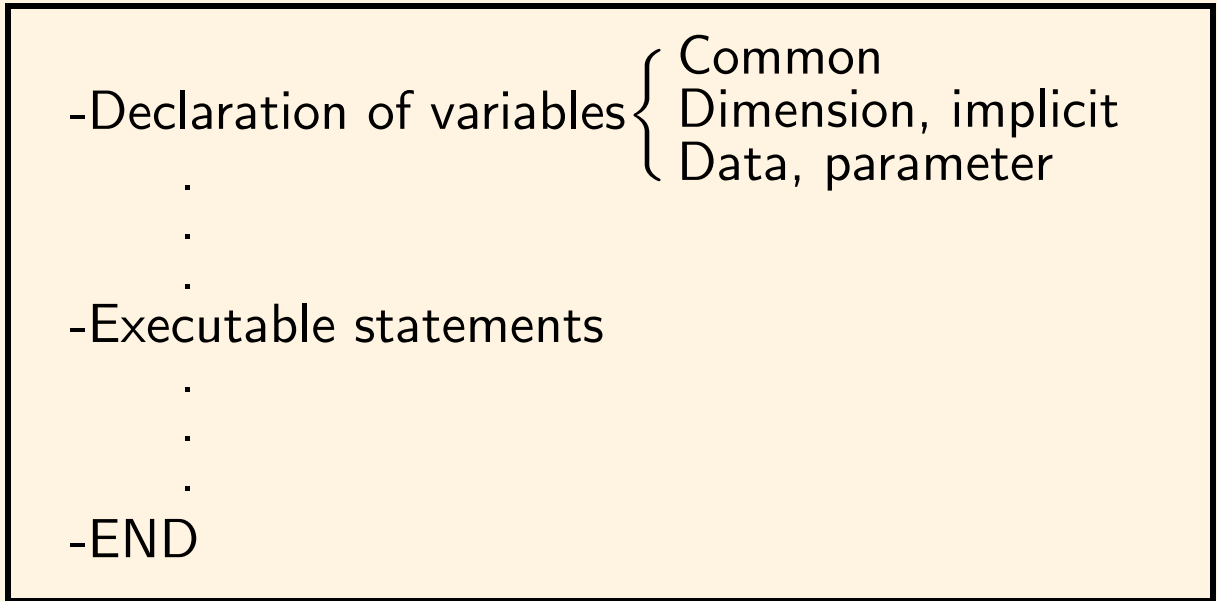 Common
-Declaration of variables { Dimension, implicit
Data, parameter
.
.
.
-Executable statements
.
.
.
-END